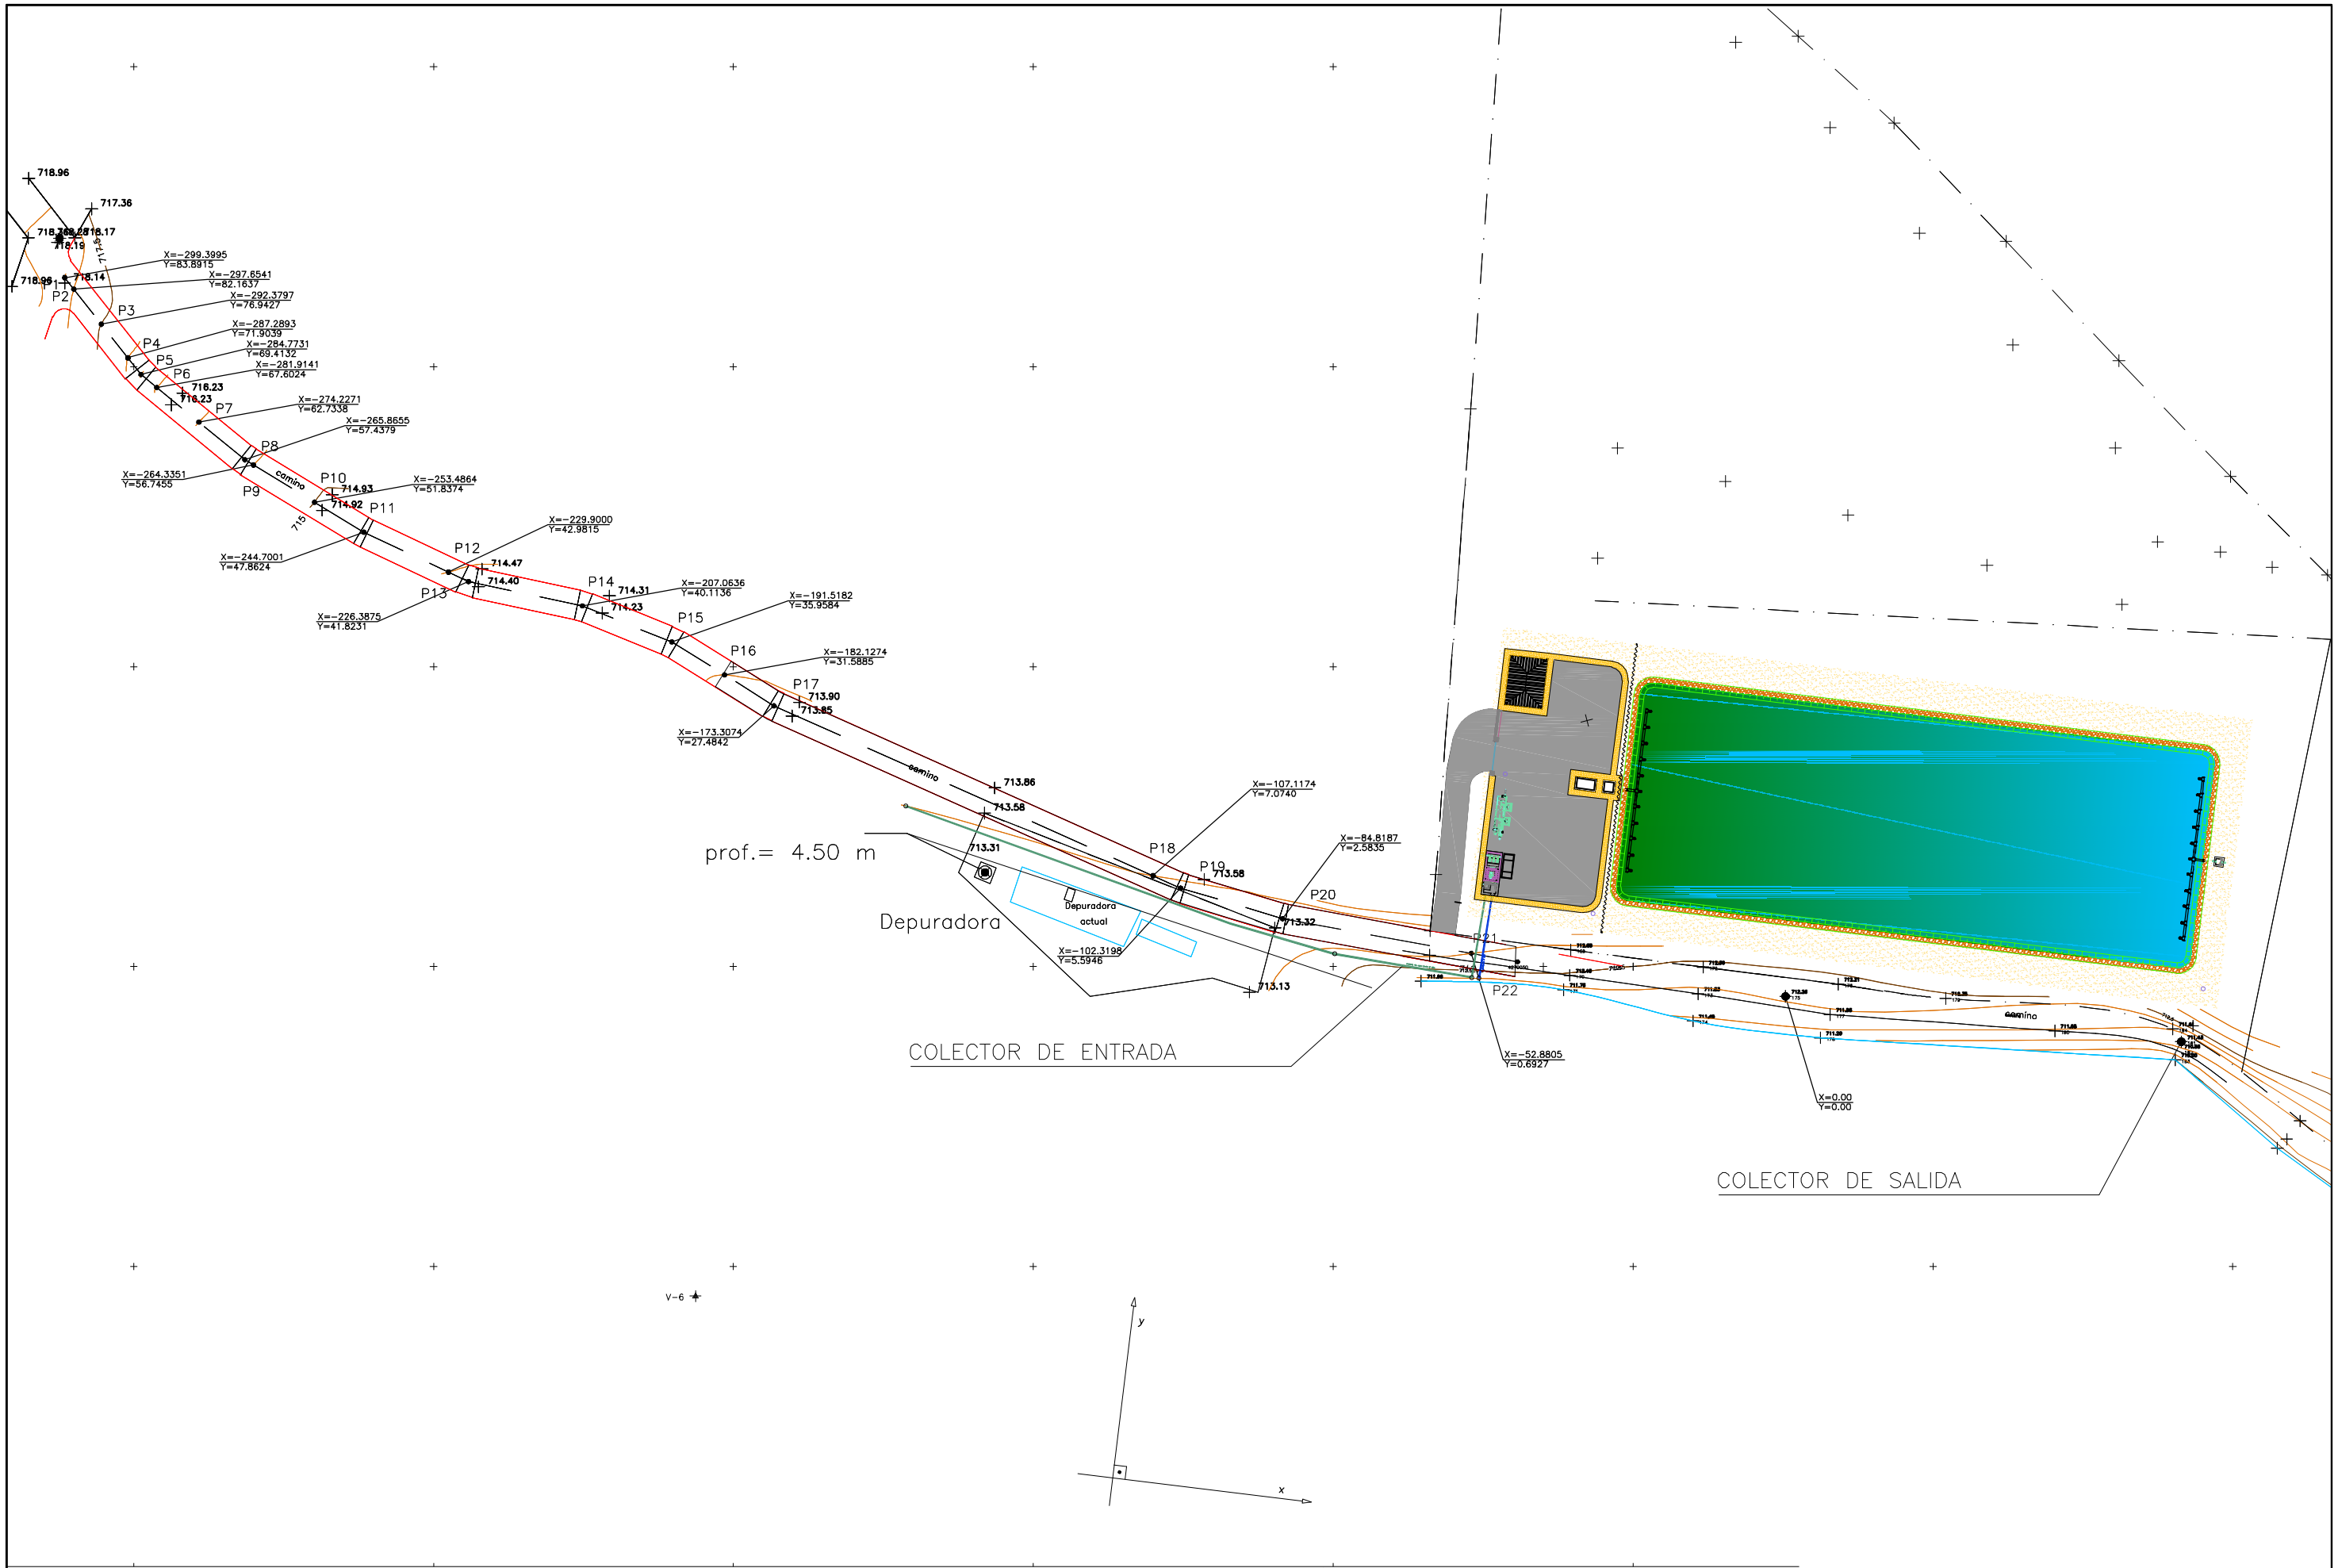 718.96
717.36
718.17
718.19
717.5
X=-299.3995
Y=83.8915
718.14
718.96
P2
X=-297.6541
Y=82.1637
X=-292.3797
Y=76.9427
P3
X=-287.2893
Y=71.9039
P4
X=-284.7731
Y=69.4132
P5
X=-281.9141
Y=67.6024
P6
716.23
716.23
X=-274.2271
Y=62.7338
P7
X=-265.8655
Y=57.4379
P8
X=-264.3351
Y=56.7455
P9
camino
P10
714.93
714.92
715
X=-253.4864
Y=51.8374
P11
X=-244.7001
Y=47.8624
X=-229.9000
Y=42.9815
P12
714.47
714.40
P13
X=-226.3875
Y=41.8231
P14
714.31
714.23
X=-207.0636
Y=40.1136
X=-191.5182
Y=35.9584
P15
P16
X=-182.1274
Y=31.5885
P17
713.90
713.85
X=-173.3074
Y=27.4842
camino
713.86
713.58
X=-107.1174
Y=7.0740
713.31
prof.= 4.50 m
P18
P19
713.58
X=-84.8187
Y=2.5835
P20
713.32
Depuradora
Depuradora
actual
X=-102.3198
Y=5.5946
713.13
P21
P22
COLECTOR DE ENTRADA
X=-52.8805
Y=0.6927
X=0.00
Y=0.00
camino
COLECTOR DE SALIDA
V-6
y
x